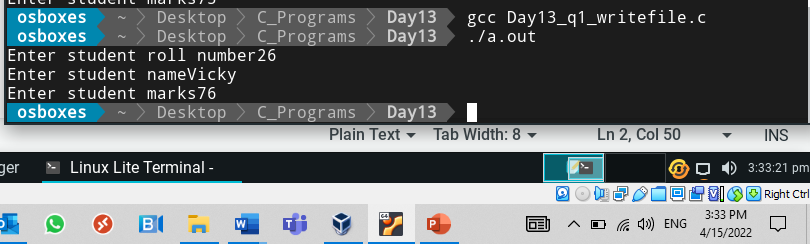 Enter student marks75
osboxes ~ Desktop C_Programs Day13 gcc Day13_q1_writefile.c
osboxes ~ Desktop C_Programs Day13 ./a.out
Enter student roll number26
Enter student nameVicky
Enter student marks76
osboxes ~ Desktop C_Programs Day13
Plain Text Tab Width: 8 Ln 2, Col 50 INS
ger Linux Lite Terminal - 3:33:21 pm
Right Ctrl
B W 64 P ENG 3:33 PM
4/15/2022